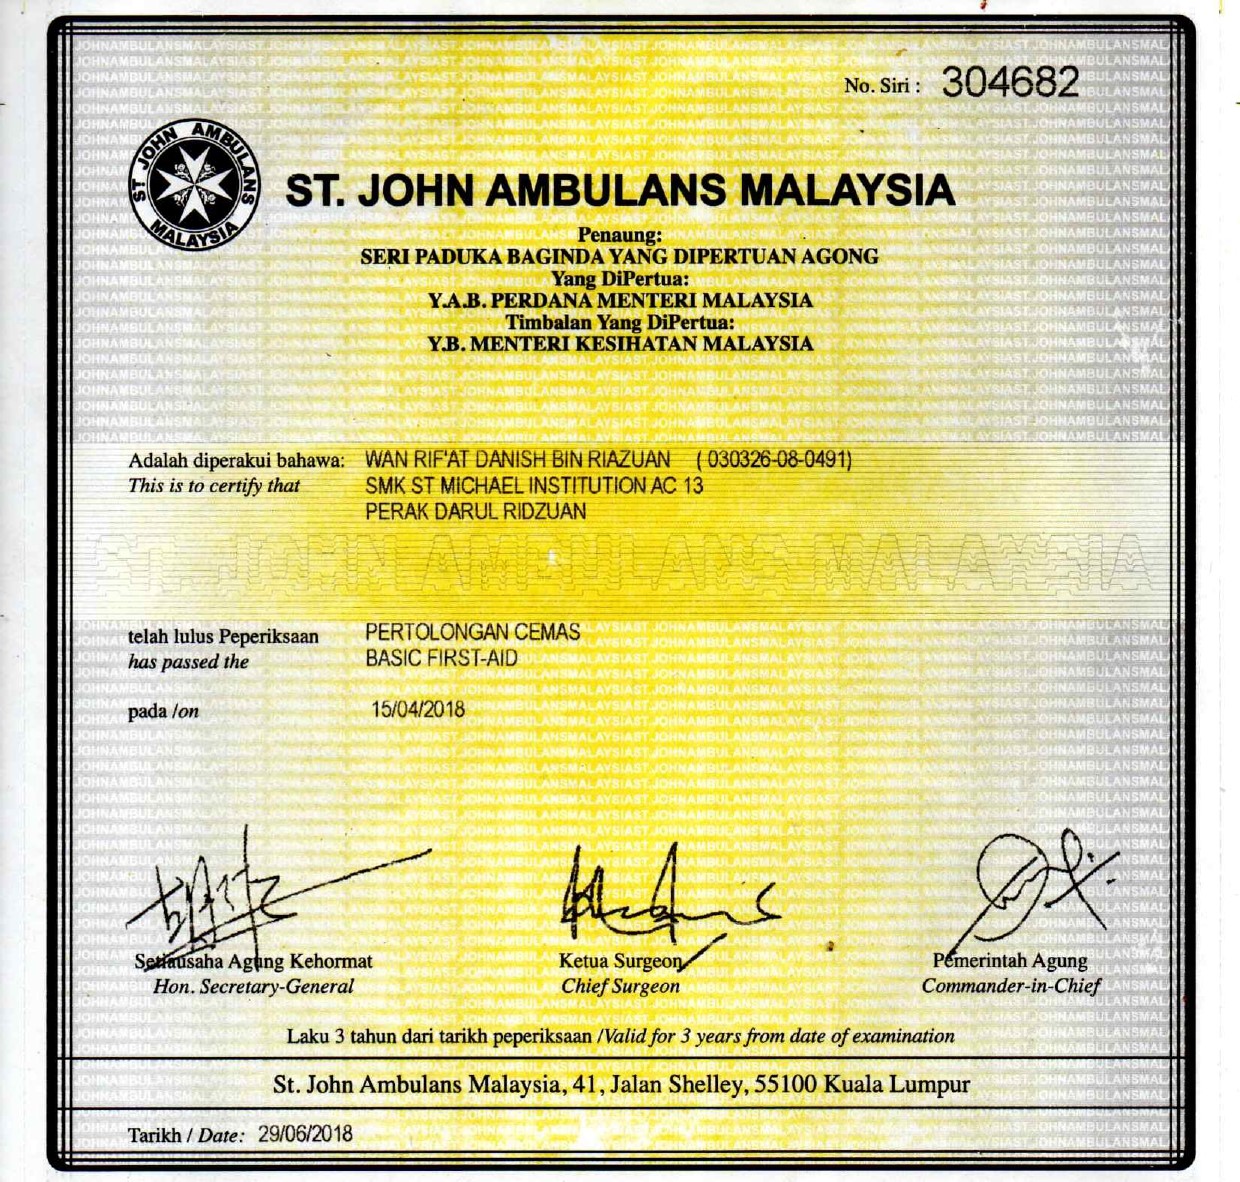 No. Siri : 304682
ST JOHN AMBULANS MALAYSIA
ST. JOHN AMBULANS MALAYSIA
Penaung:
SERI PADUKA BAGINDA YANG DIPERTUAN AGONG
Yang DiPertua:
Y.A.B. PERDANA MENTERI MALAYSIA
Timbalan Yang DiPertua:
Y.B. MENTERI KESIHATAN MALAYSIA
Adalah diperakui bahawa: WAN RIF'AT DANISH BIN RIAZUAN ( 030326-08-0491)
This is to certify that SMK ST MICHAEL INSTITUTION AC 13
PERAK DARUL RIDZUAN
ST. JOHN AMBULANS MALAYSIA
telah lulus Peperiksaan PERTOLONGAN CEMAS
has passed the BASIC FIRST-AID
pada /on 15/04/2018
Setiausaha Agung Kehormat Ketua Surgeon Pemerintah Agung
Hon. Secretary-General Chief Surgeon Commander-in-Chief
Laku 3 tahun dari tarikh peperiksaan /Valid for 3 years from date of examination
St. John Ambulans Malaysia, 41, Jalan Shelley, 55100 Kuala Lumpur
Tarikh / Date: 29/06/2018